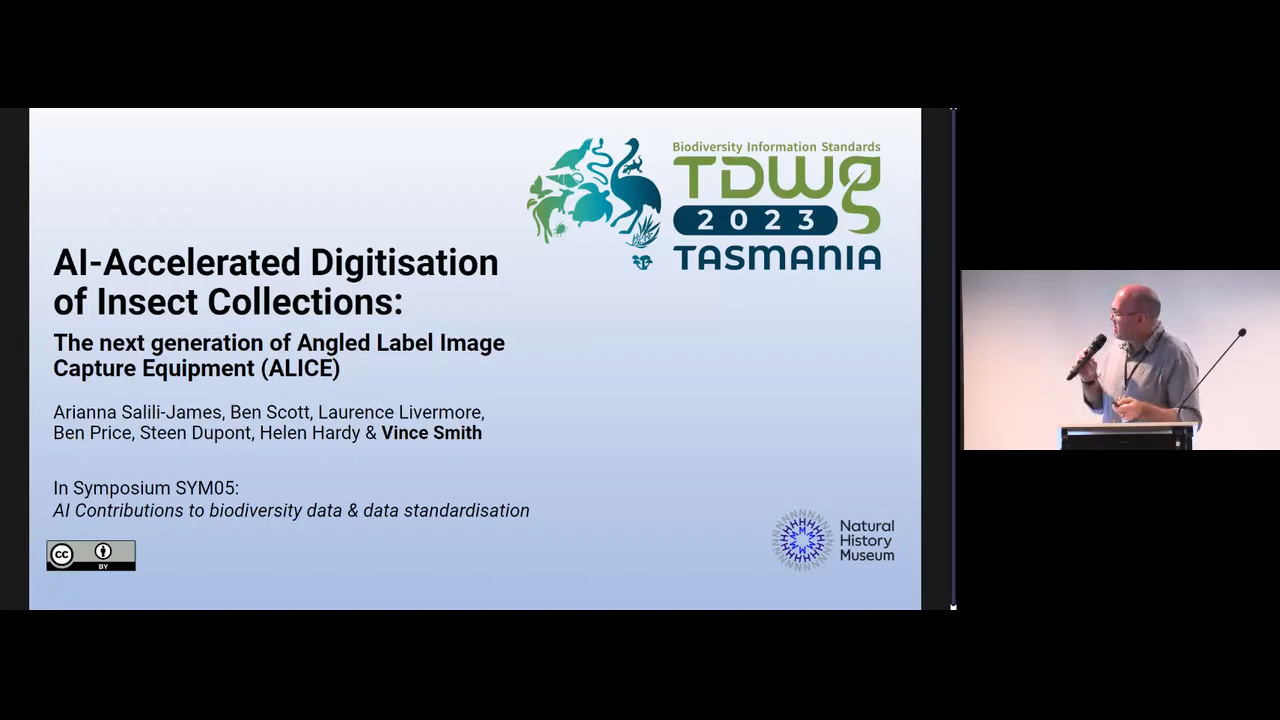 Biodiversity Information Standards
TDWG
2023
TASMANIA
AI-Accelerated Digitisation
of Insect Collections:
The next generation of Angled Label Image
Capture Equipment (ALICE)
Arianna Salili-James, Ben Scott, Laurence Livermore,
Ben Price, Steen Dupont, Helen Hardy & Vince Smith
In Symposium SYM05:
AI Contributions to biodiversity data & data standardisation
cc
BY
Natural
History
Museum